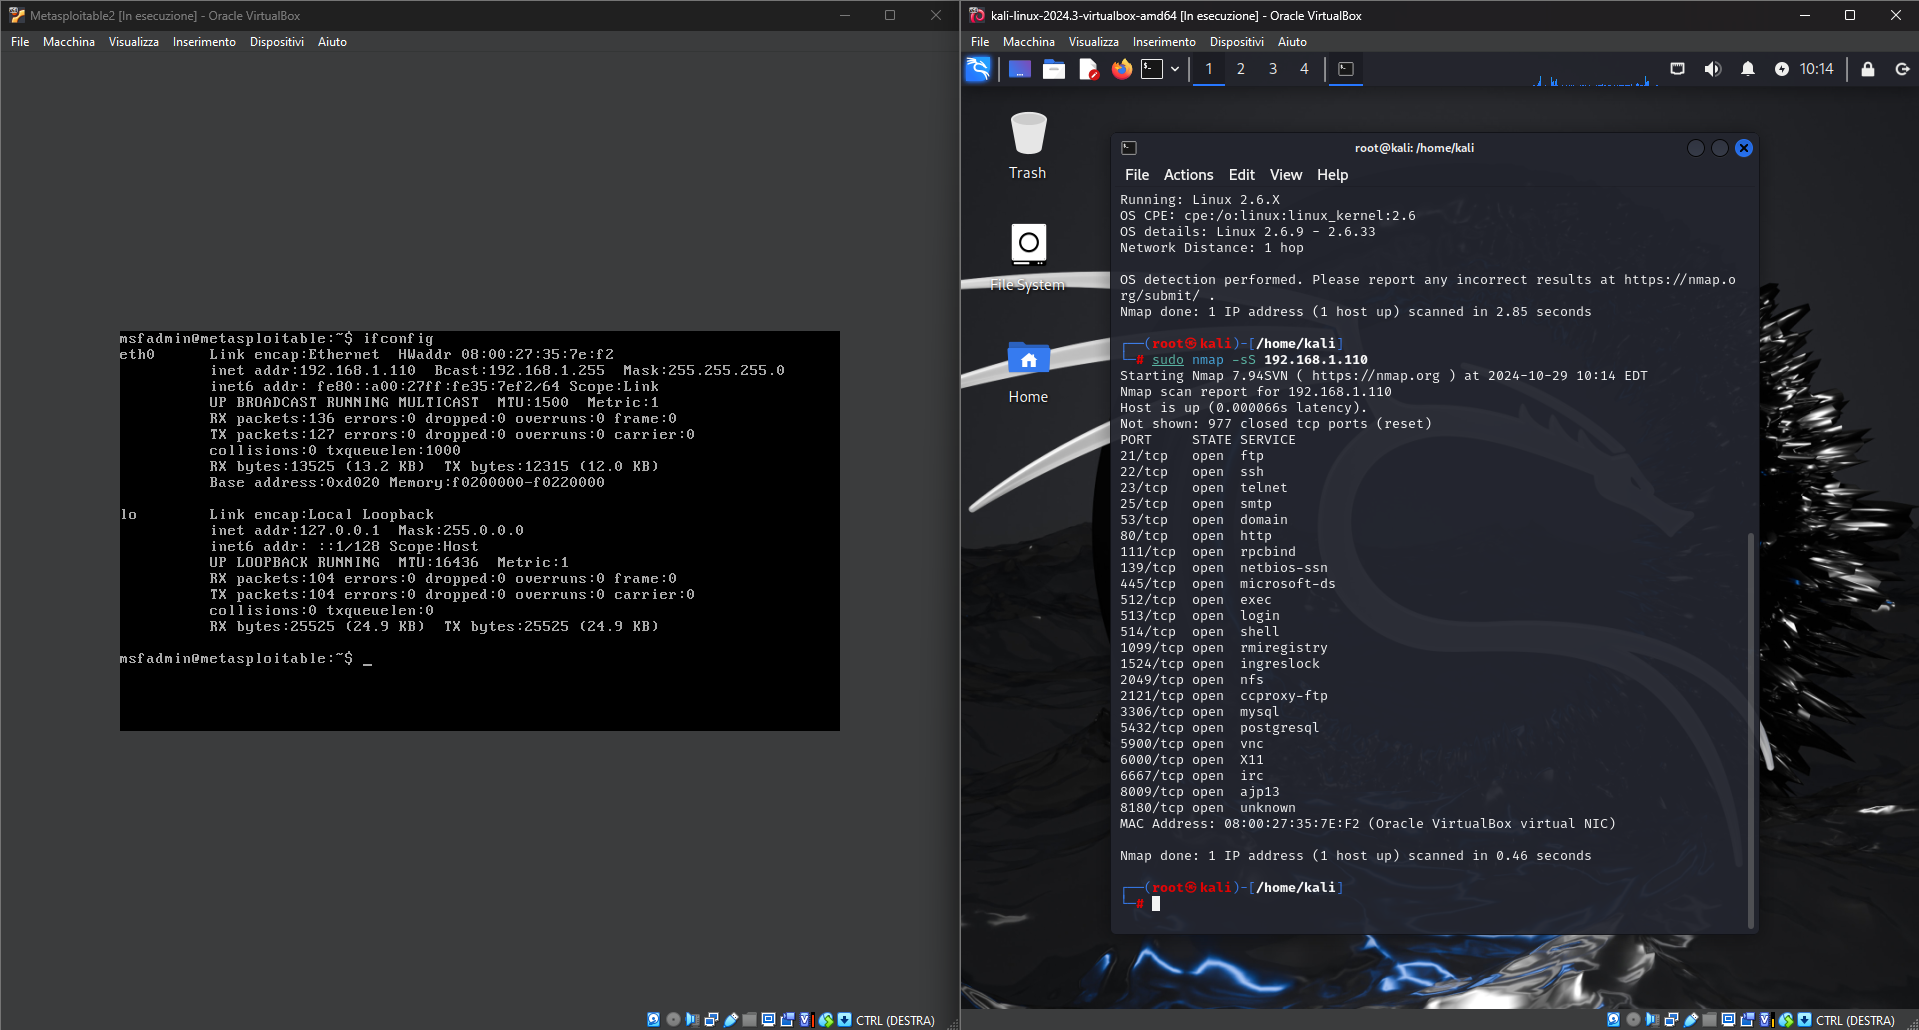 Metasploitable2 [In esecuzione] - Oracle VirtualBox
File Macchina Visualizza Inserimento Dispositivi Aiuto
msfadmin@metasploitable:~$ ifconfig
eth0 Link encap:Ethernet HWaddr 08:00:27:35:7e:f2
inet addr:192.168.1.110 Bcast:192.168.1.255 Mask:255.255.255.0
inet6 addr: fe80::a00:27ff:fe35:7ef2/64 Scope:Link
UP BROADCAST RUNNING MULTICAST MTU:1500 Metric:1
RX packets:136 errors:0 dropped:0 overruns:0 frame:0
TX packets:127 errors:0 dropped:0 overruns:0 carrier:0
collisions:0 txqueuelen:1000
RX bytes:13525 (13.2 KB) TX bytes:12315 (12.0 KB)
Base address:0xd020 Memory:f0200000-f0220000
lo Link encap:Local Loopback
inet addr:127.0.0.1 Mask:255.0.0.0
inet6 addr: ::1/128 Scope:Host
UP LOOPBACK RUNNING MTU:16436 Metric:1
RX packets:104 errors:0 dropped:0 overruns:0 frame:0
TX packets:104 errors:0 dropped:0 overruns:0 carrier:0
collisions:0 txqueuelen:0
RX bytes:25525 (24.9 KB) TX bytes:25525 (24.9 KB)
msfadmin@metasploitable:~$ _
CTRL (DESTRA)
kali-linux-2024.3-virtualbox-amd64 [In esecuzione] - Oracle VirtualBox
File Macchina Visualizza Inserimento Dispositivi Aiuto
1 2 3 4 10:14
Trash
File System
Home
root@kali: /home/kali
File Actions Edit View Help
Running: Linux 2.6.X
OS CPE: cpe:/o:linux:linux_kernel:2.6
OS details: Linux 2.6.9 - 2.6.33
Network Distance: 1 hop
OS detection performed. Please report any incorrect results at https://nmap.o
rg/submit/ .
Nmap done: 1 IP address (1 host up) scanned in 2.85 seconds
┌──(root㉿kali)-[/home/kali]
└─# sudo nmap -sS 192.168.1.110
Starting Nmap 7.94SVN ( https://nmap.org ) at 2024-10-29 10:14 EDT
Nmap scan report for 192.168.1.110
Host is up (0.000066s latency).
Not shown: 977 closed tcp ports (reset)
PORT STATE SERVICE
21/tcp open ftp
22/tcp open ssh
23/tcp open telnet
25/tcp open smtp
53/tcp open domain
80/tcp open http
111/tcp open rpcbind
139/tcp open netbios-ssn
445/tcp open microsoft-ds
512/tcp open exec
513/tcp open login
514/tcp open shell
1099/tcp open rmiregistry
1524/tcp open ingreslock
2049/tcp open nfs
2121/tcp open ccproxy-ftp
3306/tcp open mysql
5432/tcp open postgresql
5900/tcp open vnc
6000/tcp open X11
6667/tcp open irc
8009/tcp open ajp13
8180/tcp open unknown
MAC Address: 08:00:27:35:7E:F2 (Oracle VirtualBox virtual NIC)
Nmap done: 1 IP address (1 host up) scanned in 0.46 seconds
┌──(root㉿kali)-[/home/kali]
└─#
CTRL (DESTRA)